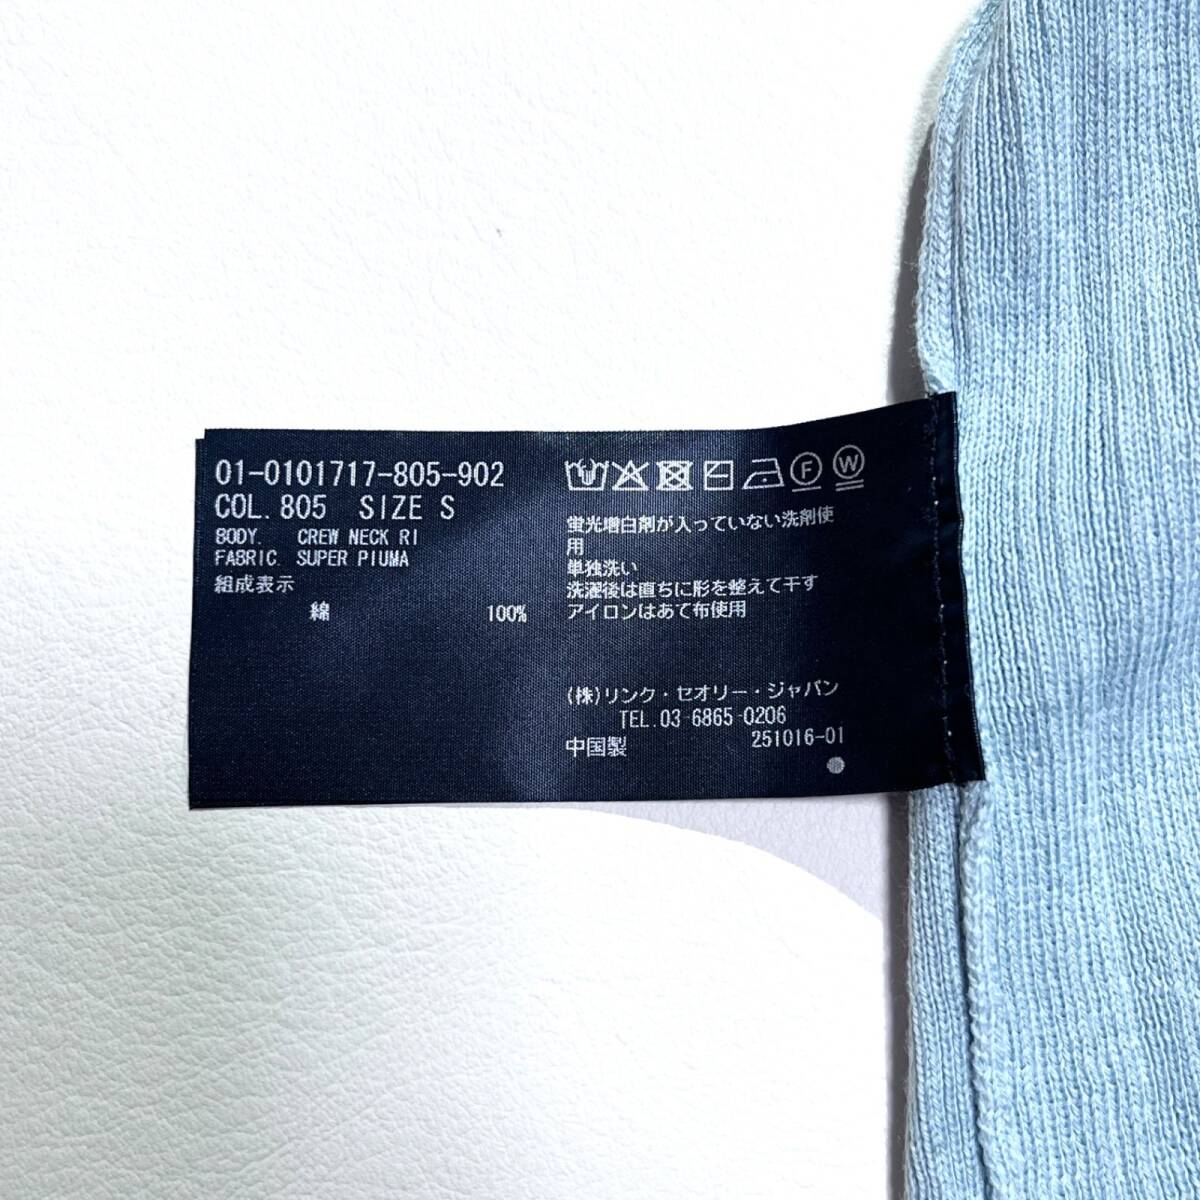 01-0101717-805-902
COL. 805 SIZE S
BODY. CREW NECK RI
FABRIC. SUPER PIUMA
組成表示
綿 100%
F W
蛍光増白剤が入っていない洗剤使
用
単独洗い
洗濯後は直ちに形を整えて干す
アイロンはあて布使用
(株)リンク・セオリー・ジャパン
TEL.03-6865-0206
中国製 251016-01